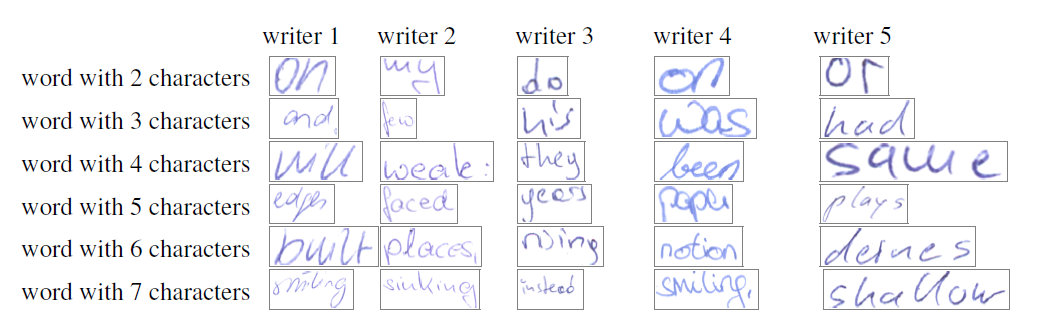 writer 1 writer 2 writer 3 writer 4 writer 5
word with 2 characters on my do on or
word with 3 characters and, few his was had
word with 4 characters will weak: they been same
word with 5 characters edges faced years paper plays
word with 6 characters built places, rising notion deines
word with 7 characters smiling sinking instead smiling, shallow